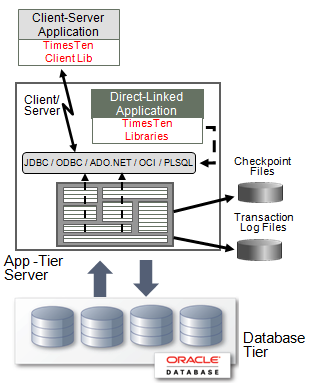 Client-Server
Application
TimesTen
Client Lib
Client/
Server
Direct-Linked
Application
TimesTen
Libraries
JDBC / ODBC / ADO.NET / OCI / PLSQL
Checkpoint
Files
Transaction
Log Files
App -Tier
Server
Database
Tier
ORACLE
DATABASE